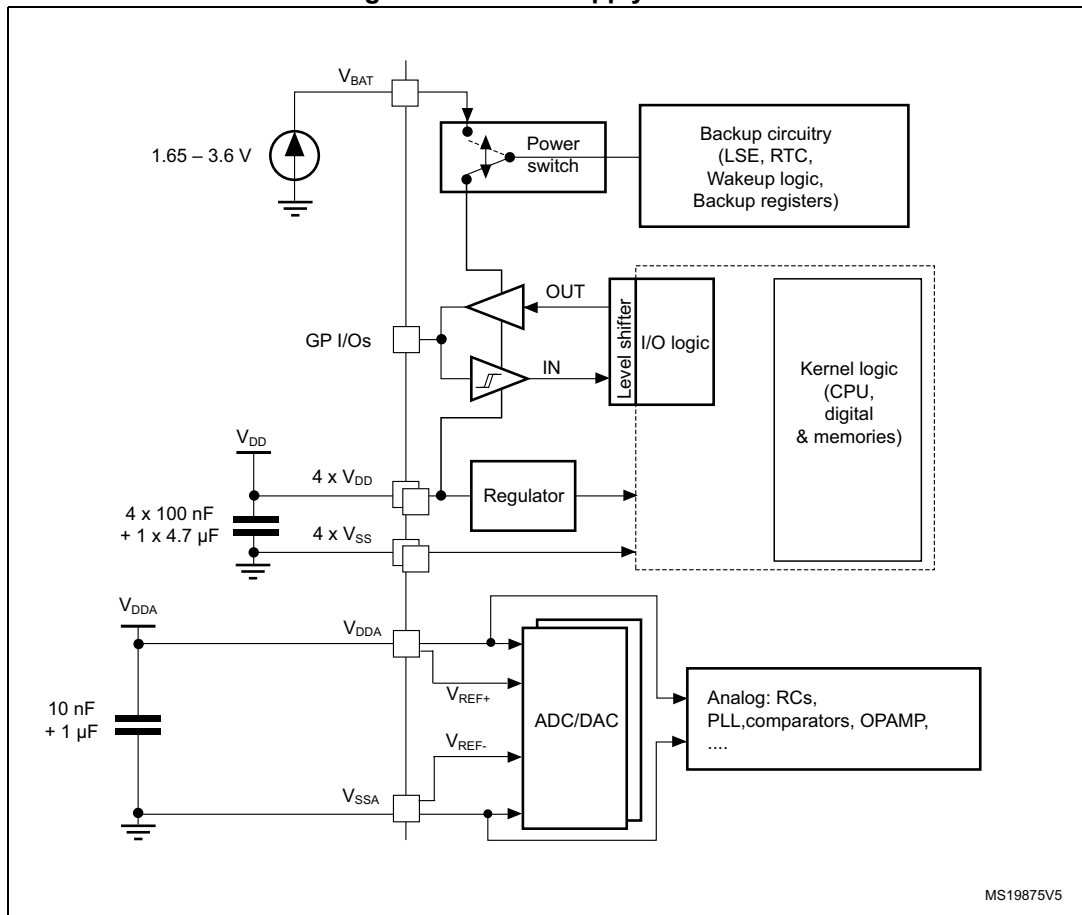 VBAT
1.65 – 3.6 V
Power
switch
Backup circuitry
(LSE, RTC,
Wakeup logic,
Backup registers)
OUT
GP I/Os
IN
Level shifter
I/O logic
Kernel logic
(CPU,
digital
& memories)
VDD
4 x VDD
Regulator
4 x 100 nF
+ 1 x 4.7 μF
4 x VSS
VDDA
VDDA
VREF+
10 nF
+ 1 μF
ADC/DAC
Analog: RCs,
PLL,comparators, OPAMP,
....
VREF-
VSSA
MS19875V5